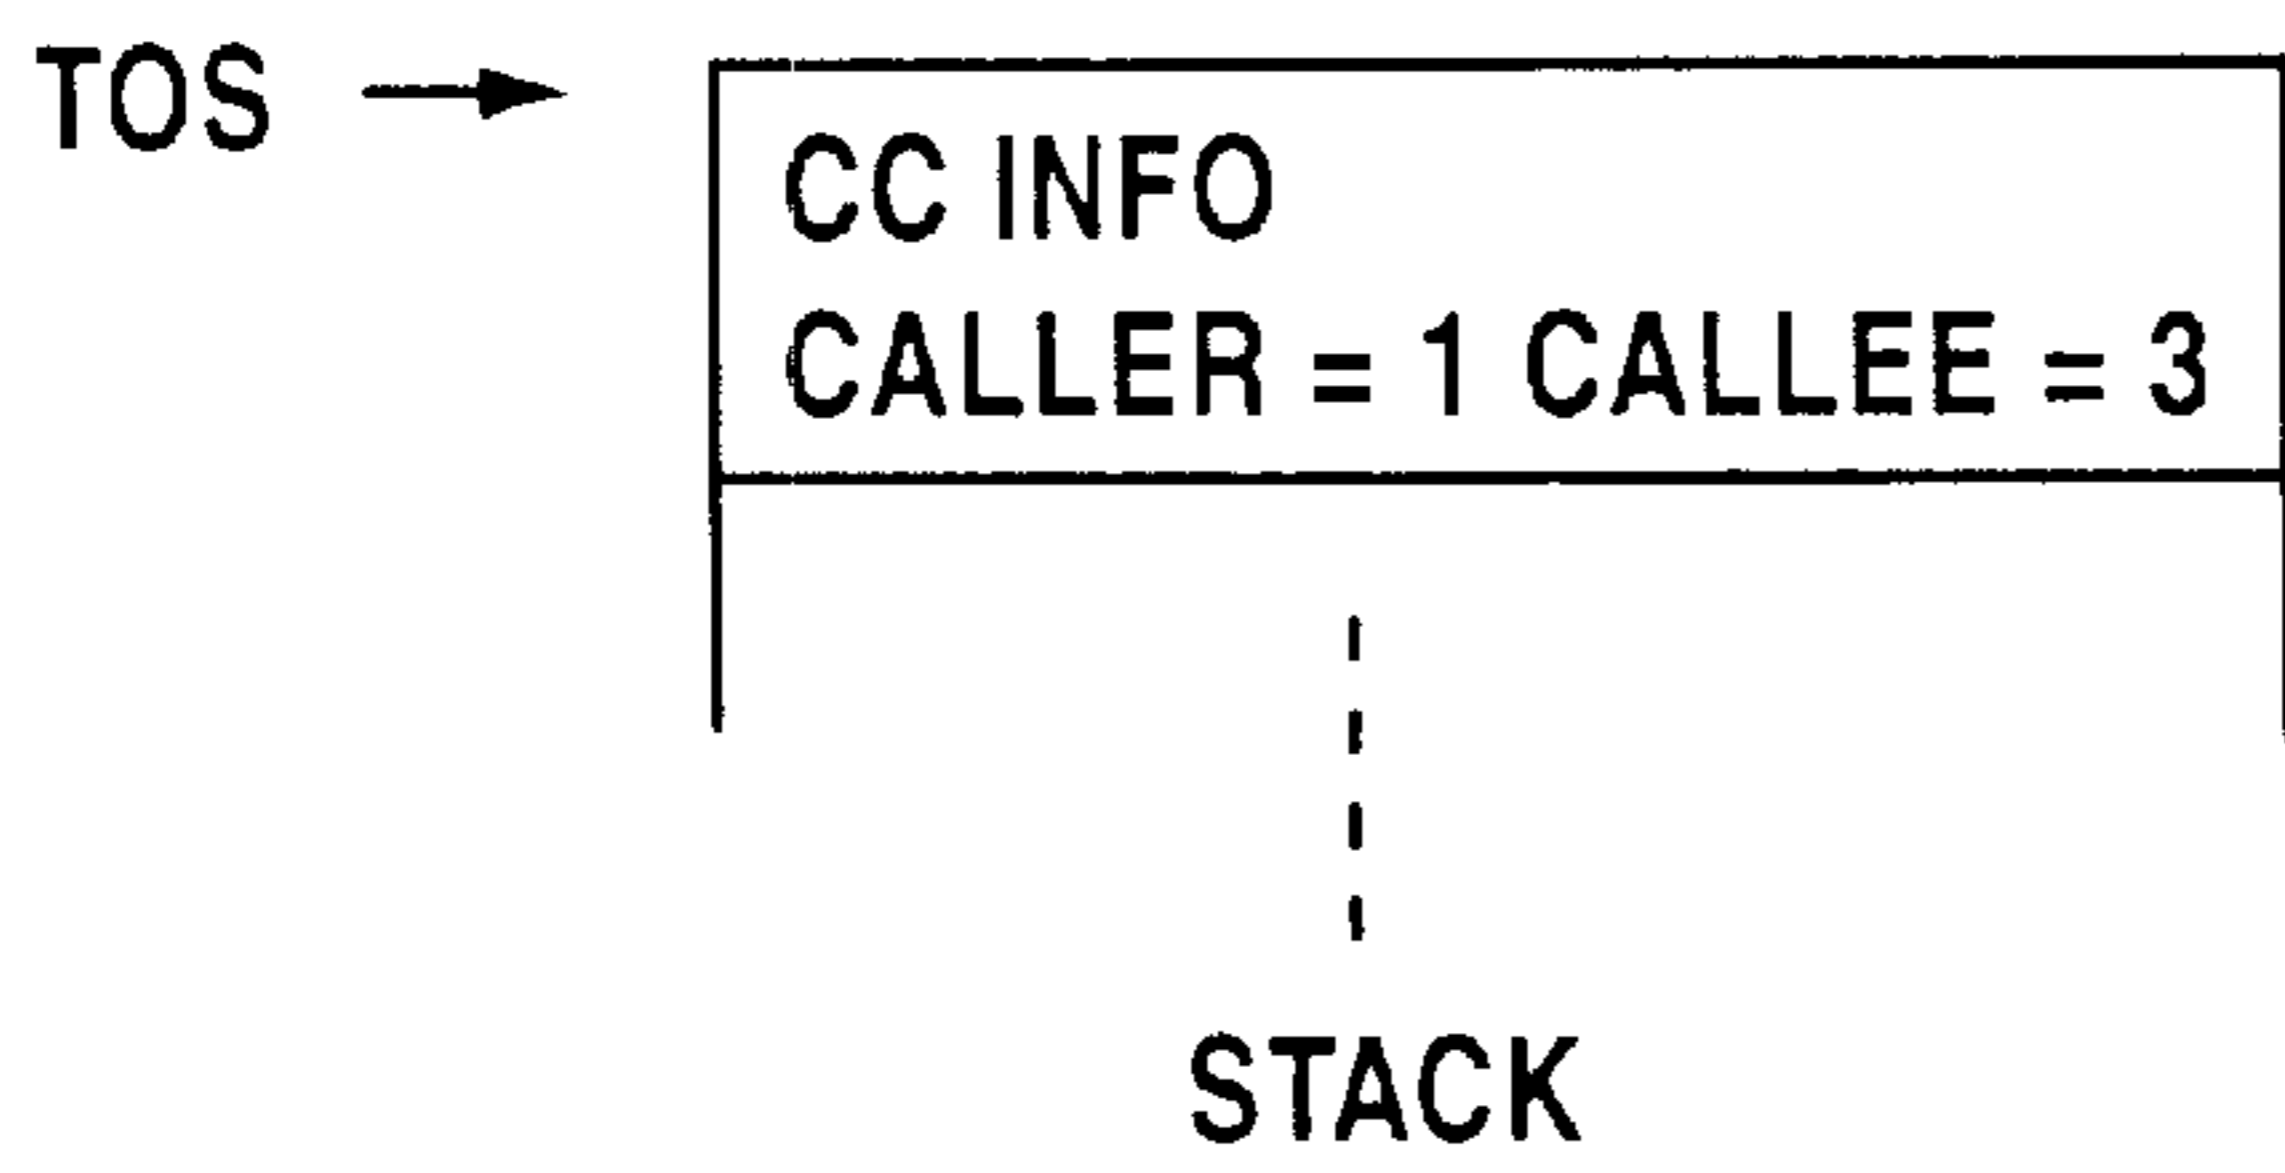 TOS
CC INFO
CALLER = 1 CALLEE = 3
STACK